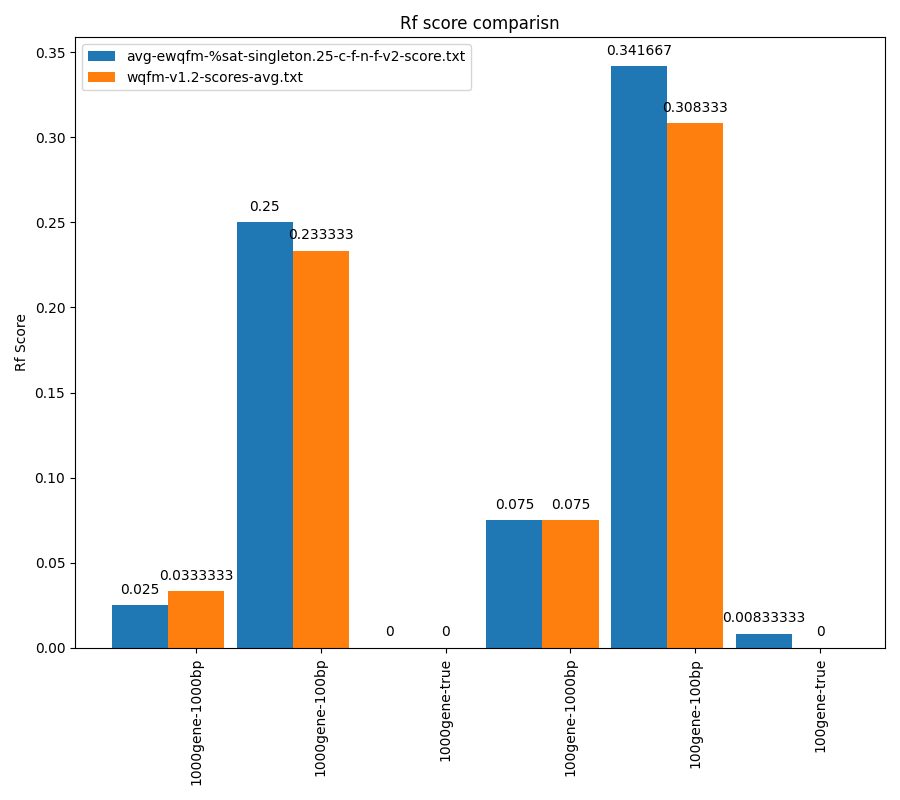 Rf score comparisn
avg-ewqfm-%sat-singleton.25-c-f-n-f-v2-score.txt
wqfm-v1.2-scores-avg.txt
Rf Score
0.35
0.30
0.25
0.20
0.15
0.10
0.05
0.00
0.025
0.0333333
0.25
0.233333
0
0
0.075
0.075
0.341667
0.308333
0.00833333
0
1000gene-1000bp
1000gene-100bp
1000gene-true
100gene-1000bp
100gene-100bp
100gene-true